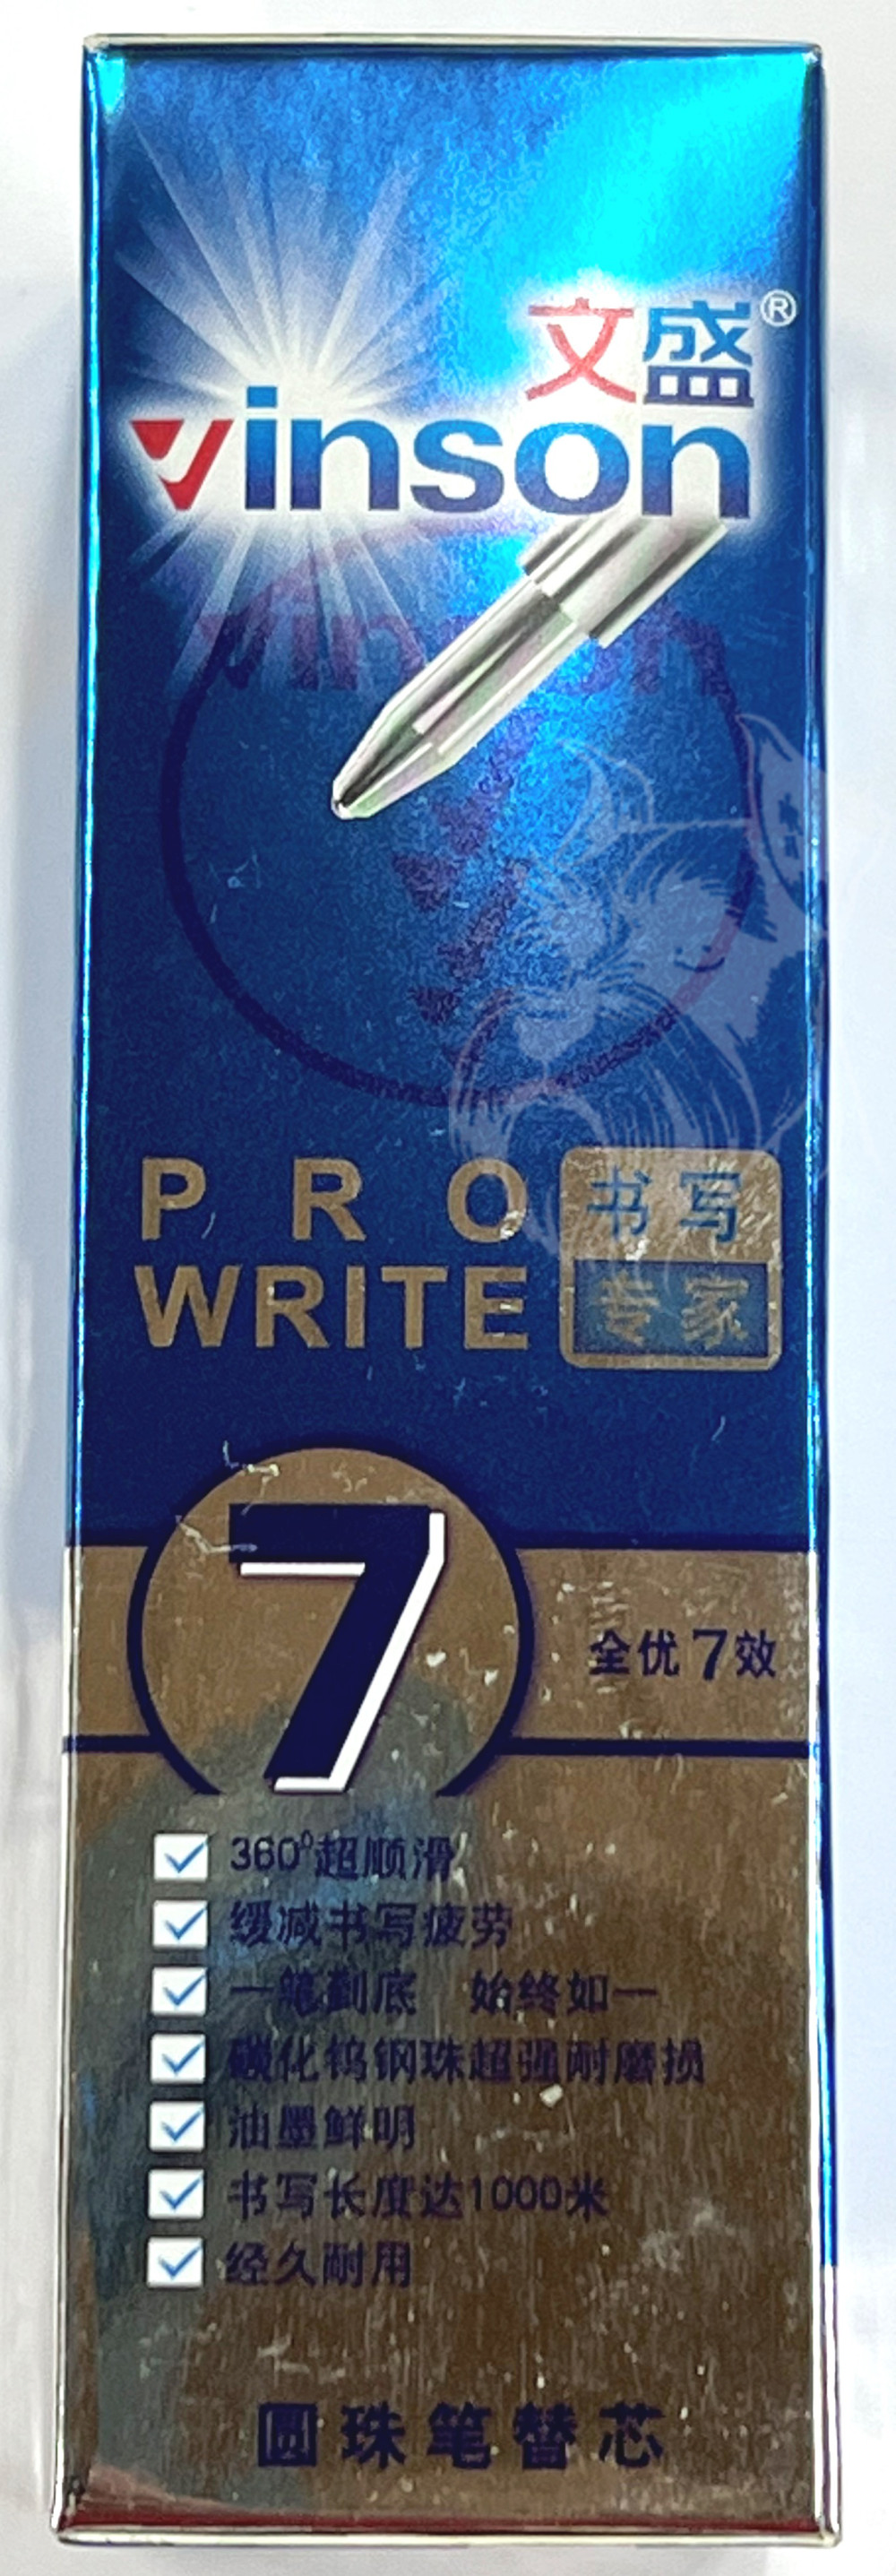 文盛®
vinson
vinson
PRO 书写
WRITE 专家
7
全优7效
360°超顺滑
缓减书写疲劳
一笔到底 始终如一
碳化钨钢珠超强耐磨损
油墨鲜明
书写长度达1000米
经久耐用
圆珠笔替芯